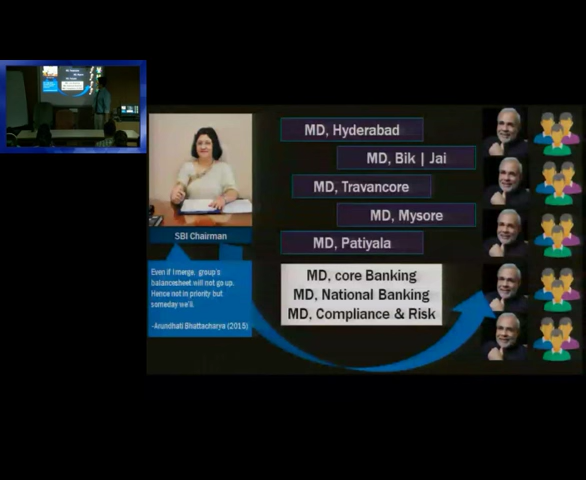 MD, Hyderabad
MD, Bik | Jai
MD, Travancore
MD, Mysore
MD, Patiyala
SBI Chairman
MD, core Banking
MD, National Banking
MD, Compliance & Risk
Even if I merge, group's
balancesheet will not go up.
Hence not in priority but
someday we'll
-Arundhati Bhattacharya (2015)